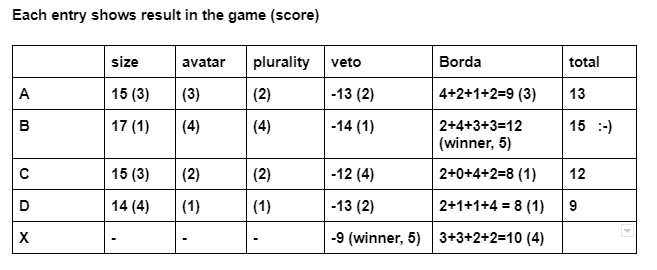 Each entry shows result in the game (score)
size avatar plurality veto Borda total
A 15 (3) (3) (2) -13 (2) 4+2+1+2=9 (3) 13
B 17 (1) (4) (4) -14 (1) 2+4+3+3=12 15 :-)
(winner, 5)
C 15 (3) (2) (2) -12 (4) 2+0+4+2=8 (1) 12
D 14 (4) (1) (1) -13 (2) 2+1+1+4 = 8 (1) 9
X - - - -9 (winner, 5) 3+3+2+2=10 (4)